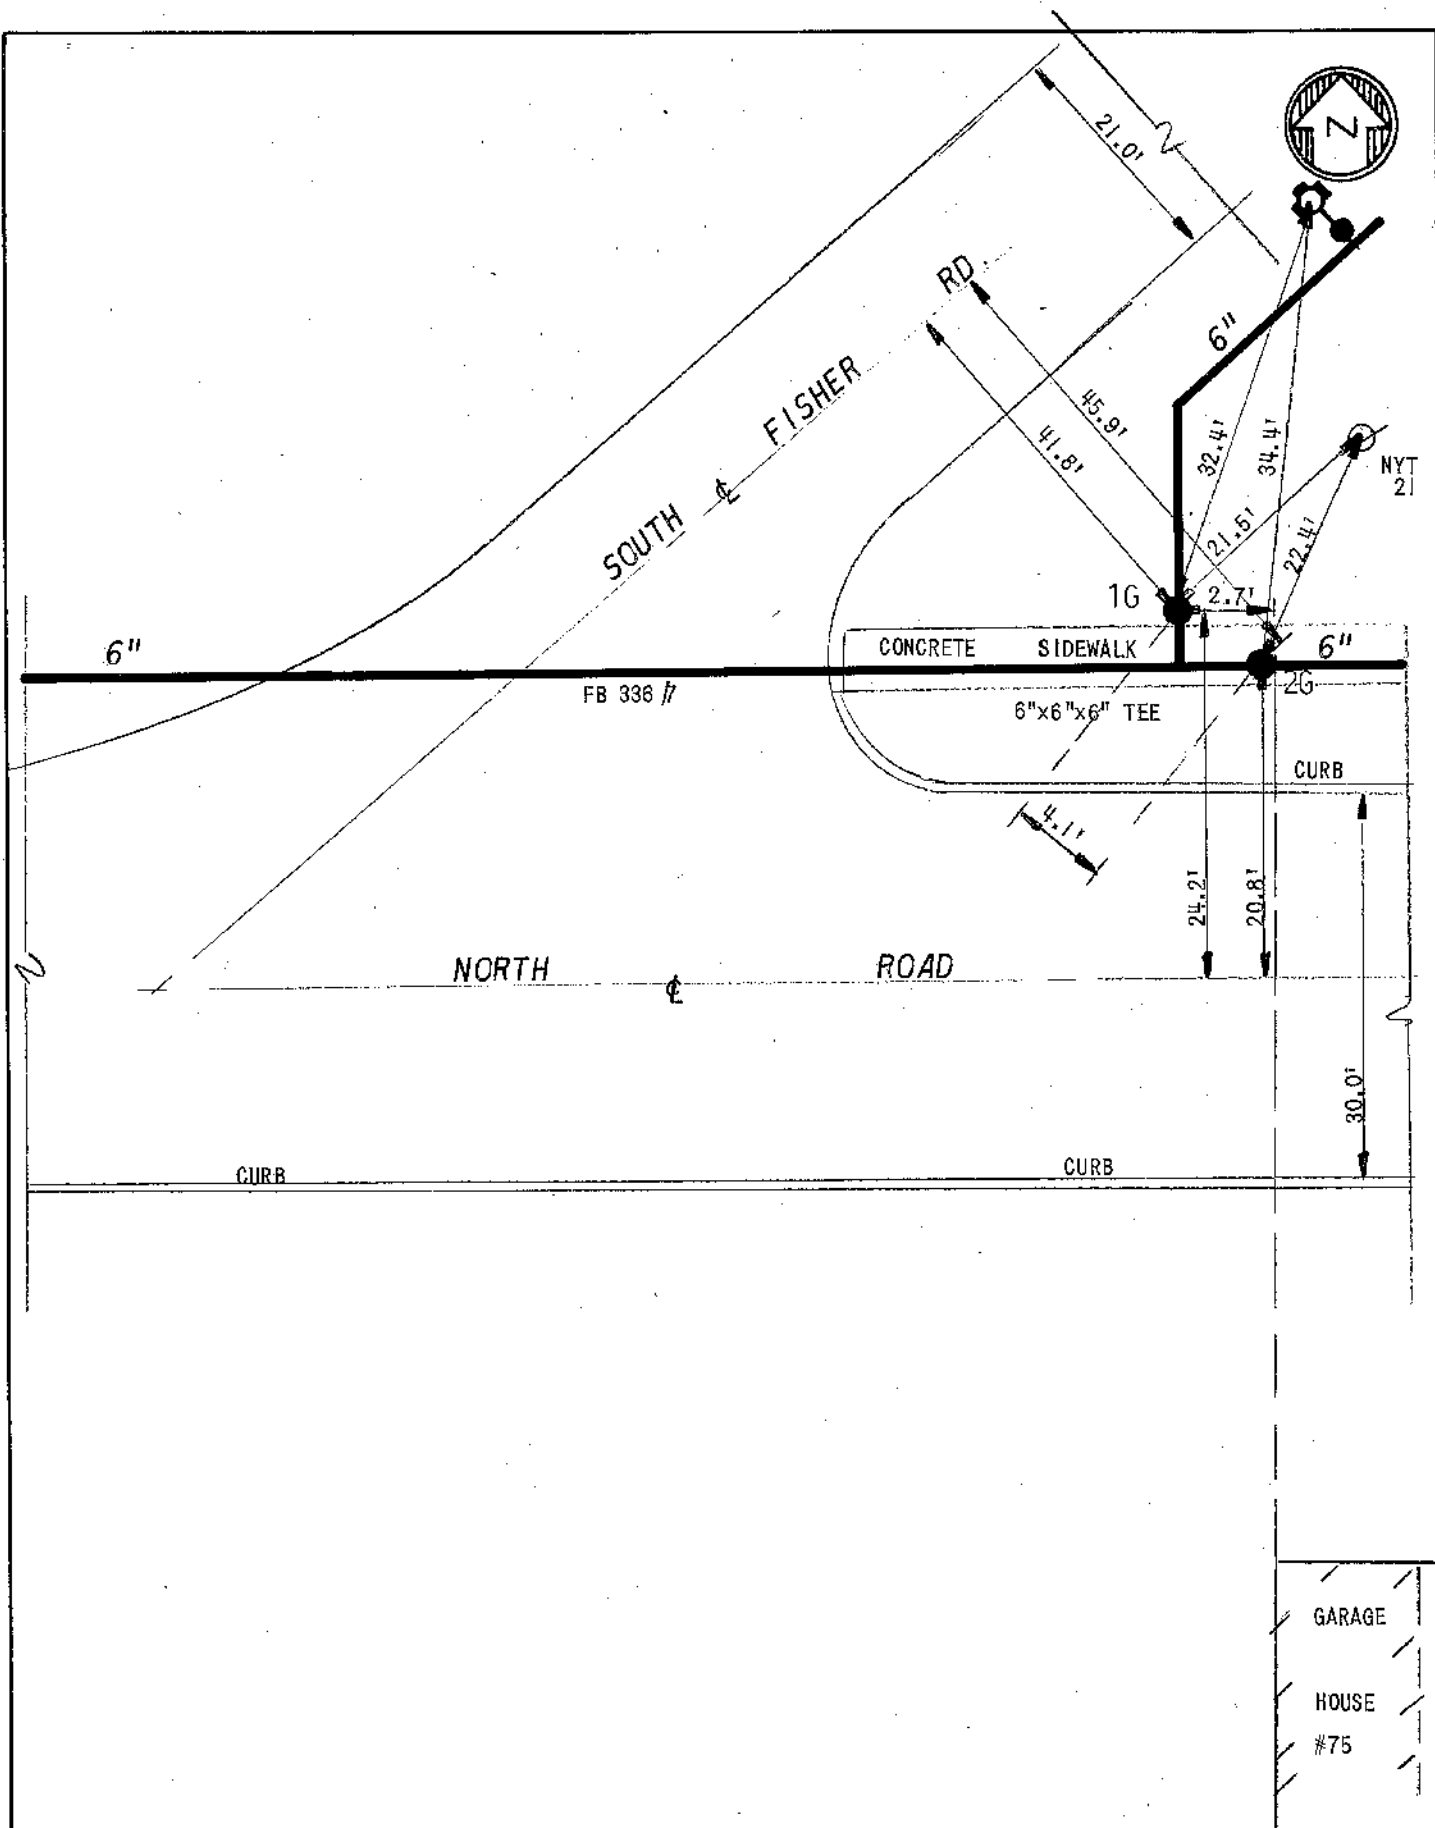 N
21.0'
RD.
6"
FISHER
45.9'
41.8'
32.4'
34.4'
NYT
21
SOUTH ℄
21.5'
22.4'
1G
2.7'
6"
CONCRETE SIDEWALK
6"
FB 336
2G
6"x6"x6" TEE
CURB
4.1'
24.2'
20.8'
NORTH ℄ ROAD
30.0'
CURB
CURB
GARAGE
HOUSE
#75